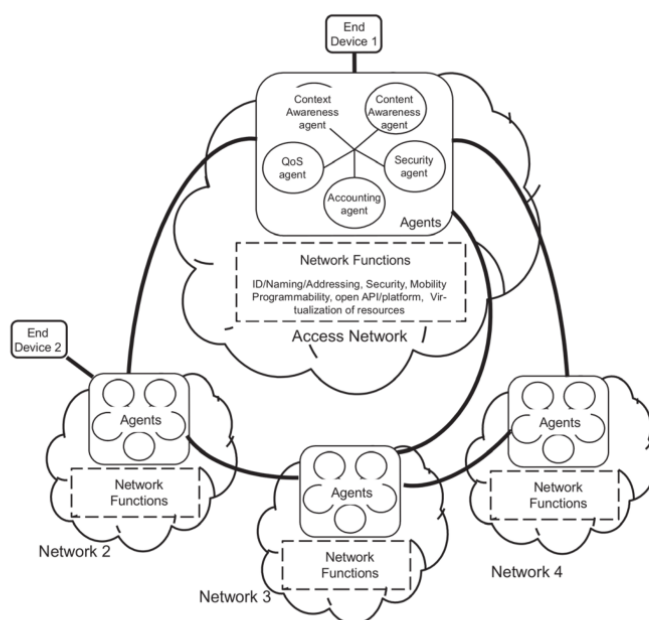 End
Device 1
Context
Awareness
agent
Content
Awareness
agent
QoS
agent
Security
agent
Accounting
agent
Agents
Network Functions
ID/Naming/Addressing, Security, Mobility
Programmability, open API/platform, Vir-
tualization of resources
Access Network
End
Device 2
Agents
Network
Functions
Network 2
Agents
Network
Functions
Network 3
Agents
Network
Functions
Network 4